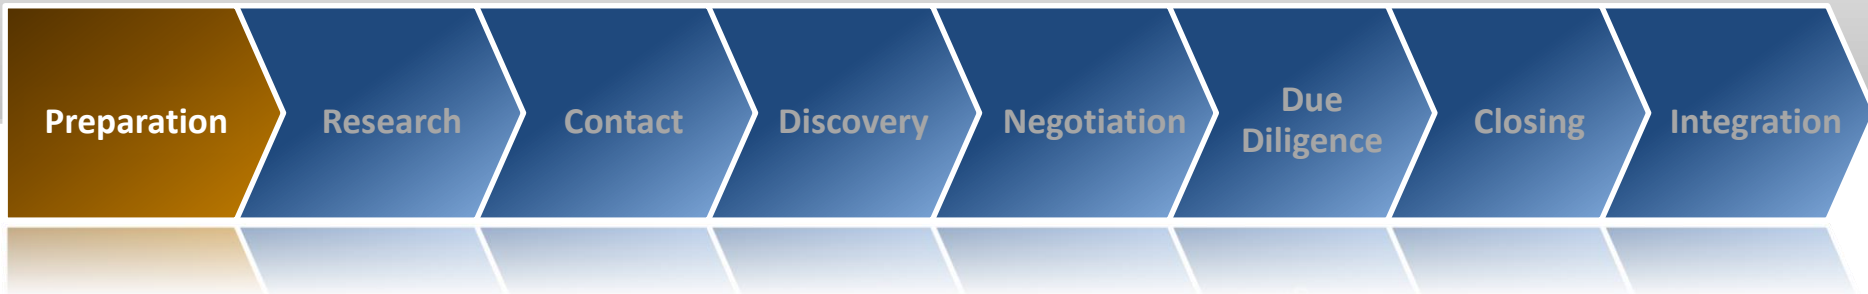 Preparation
Research
Contact
Discovery
Negotiation
Due
Diligence
Closing
Integration